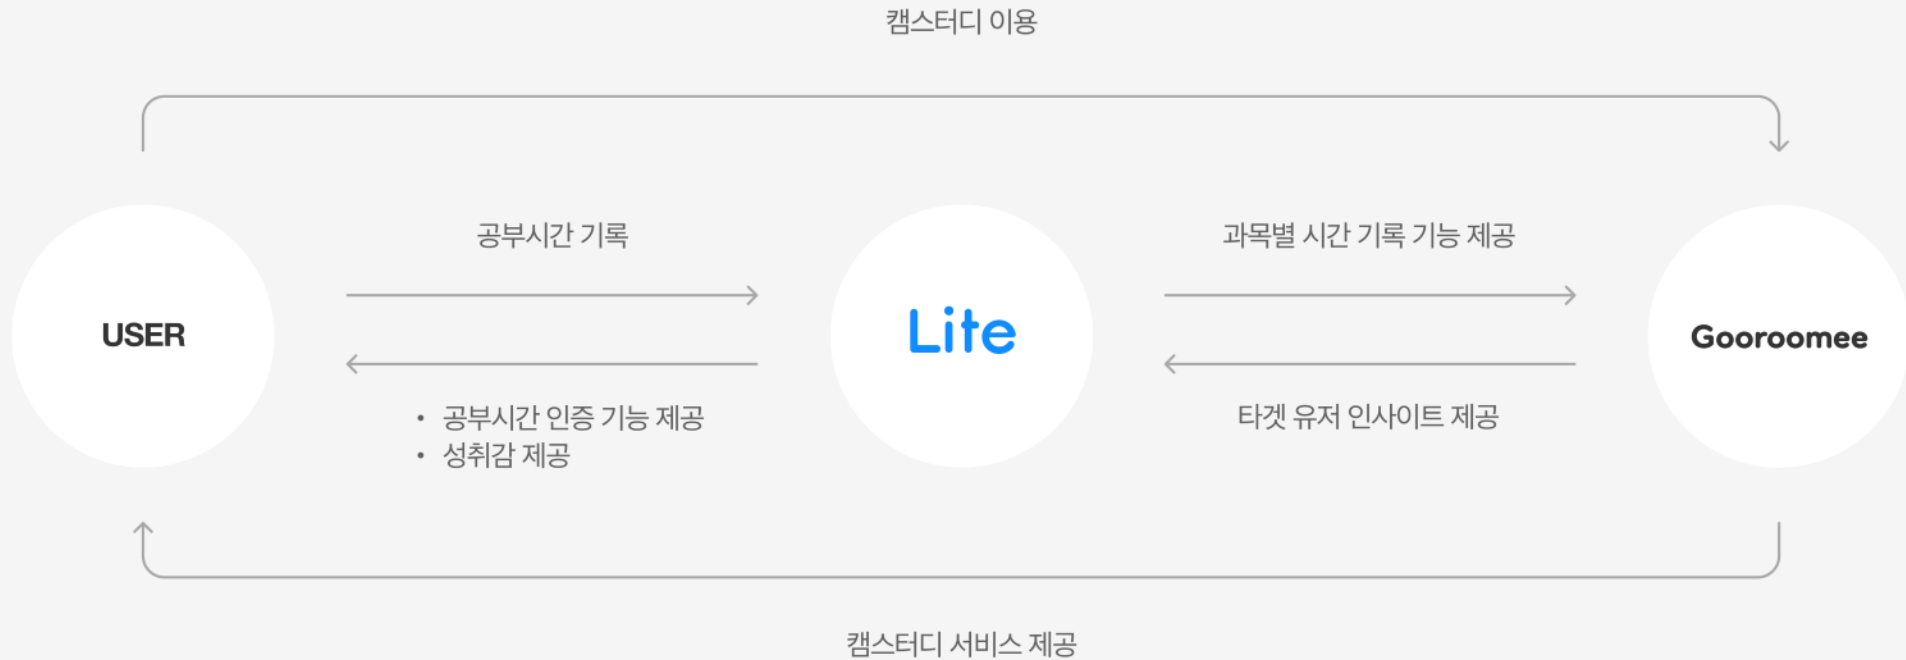 캠스터디 이용
공부시간 기록
과목별 시간 기록 기능 제공
USER
Lite
Gooroomee
• 공부시간 인증 기능 제공
• 성취감 제공
타겟 유저 인사이트 제공
캠스터디 서비스 제공